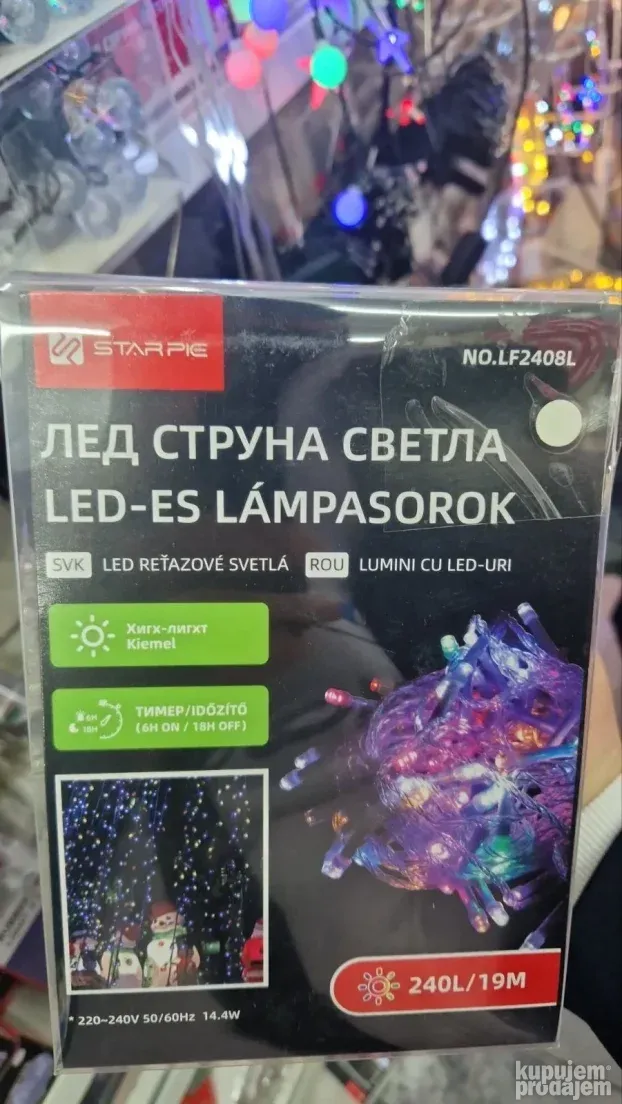 STARPIE
NO.LF2408L
ЛЕД СТРУНА СВЕТЛА
LED-ES LÁMPASOROK
SVK LED REŤAZOVÉ SVETLÁ ROU LUMINI CU LED-URI
Хигх-лигхт
Kiemel
6H
18H
ТИМЕР/IDŐZÍTŐ
(6H ON / 18H OFF)
240L/19M
* 220~240V 50/60Hz 14.4W
kupujem
prodajem